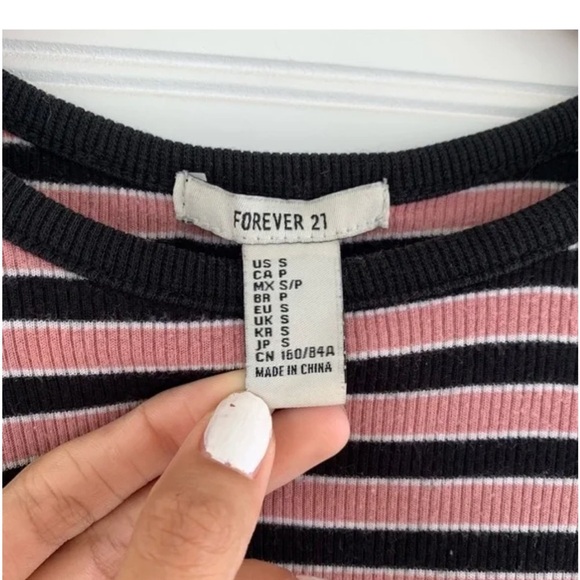 FOREVER 21
US S
CA P
MX S/P
BR P
EU S
UK S
KR S
JP S
CN 160/84A
MADE IN CHINA